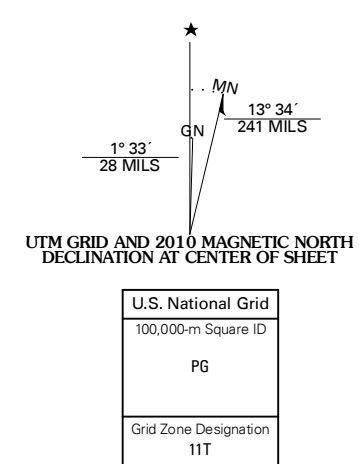 MN
GN
13° 34´
241 MILS
1° 33´
28 MILS
UTM GRID AND 2010 MAGNETIC NORTH
DECLINATION AT CENTER OF SHEET
U.S. National Grid
100,000-m Square ID
PG
Grid Zone Designation
11T